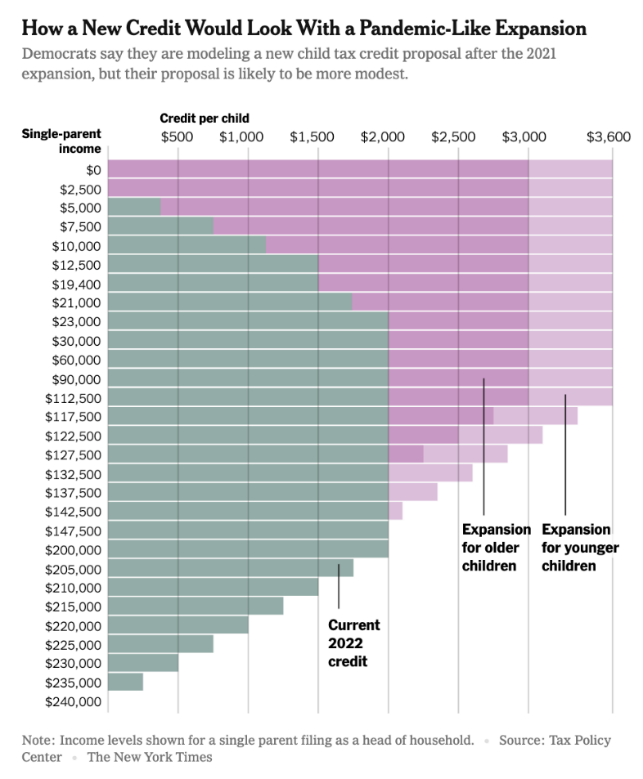 How a New Credit Would Look With a Pandemic-Like Expansion
Democrats say they are modeling a new child tax credit proposal after the 2021
expansion, but their proposal is likely to be more modest.
Credit per child
Single-parent
income
$500 $1,000 $1,500 $2,000 $2,500 $3,000 $3,600
$0
$2,500
$5,000
$7,500
$10,000
$12,500
$19,400
$21,000
$23,000
$30,000
$60,000
$90,000
$112,500
$117,500
$122,500
$127,500
$132,500
$137,500
$142,500
$147,500
$200,000
$205,000
$210,000
$215,000
$220,000
$225,000
$230,000
$235,000
$240,000
Expansion
for older
children
Expansion
for younger
children
Current
2022
credit
Note: Income levels shown for a single parent filing as a head of household. • Source: Tax Policy
Center • The New York Times